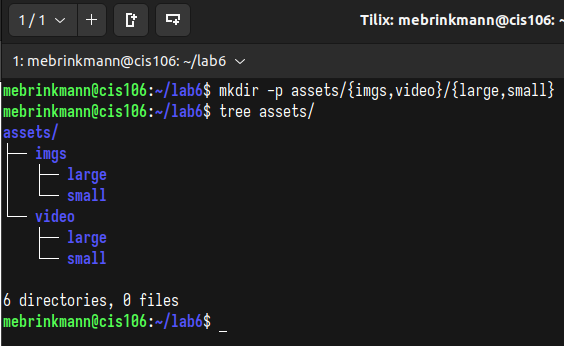 1 / 1
Tilix: mebrinkmann@cis106: ~
1: mebrinkmann@cis106: ~/lab6
mebrinkmann@cis106:~/lab6$ mkdir -p assets/{imgs,video}/{large,small}
mebrinkmann@cis106:~/lab6$ tree assets/
assets/
├── imgs
│   ├── large
│   └── small
└── video
    ├── large
    └── small
6 directories, 0 files
mebrinkmann@cis106:~/lab6$ _